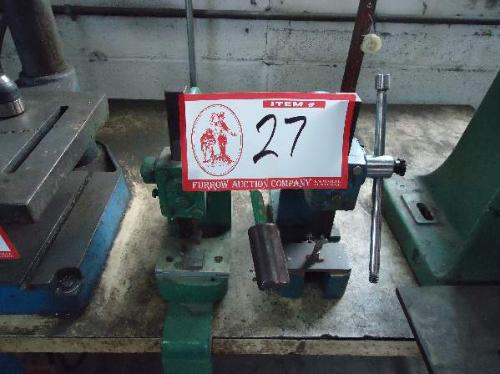 ITEM #
27
FURROW AUCTION COMPANY